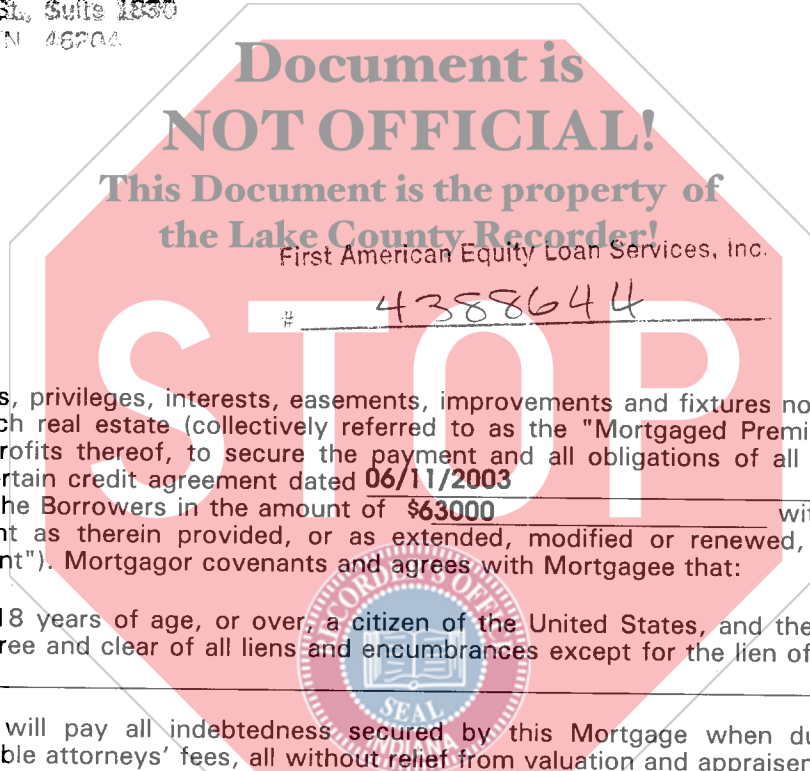 St., Suite 1830
N 46204
Document is
NOT OFFICIAL!
This Document is the property of
the Lake County Recorder!
First American Equity Loan Services, Inc.
# 4388644
STOP
s, privileges, interests, easements, improvements and fixtures no
ch real estate (collectively referred to as the "Mortgaged Premi
rofits thereof, to secure the payment and all obligations of all
rtain credit agreement dated 06/11/2003
he Borrowers in the amount of $63000 wit
nt as therein provided, or as extended, modified or renewed,
nt"). Mortgagor covenants and agrees with Mortgagee that:
18 years of age, or over, a citizen of the United States, and the
ree and clear of all liens and encumbrances except for the lien of
RECORDER'S OFFICE
SEAL
INDIANA
will pay all indebtedness secured by this Mortgage when du
ble attorneys' fees, all without relief from valuation and appraisem